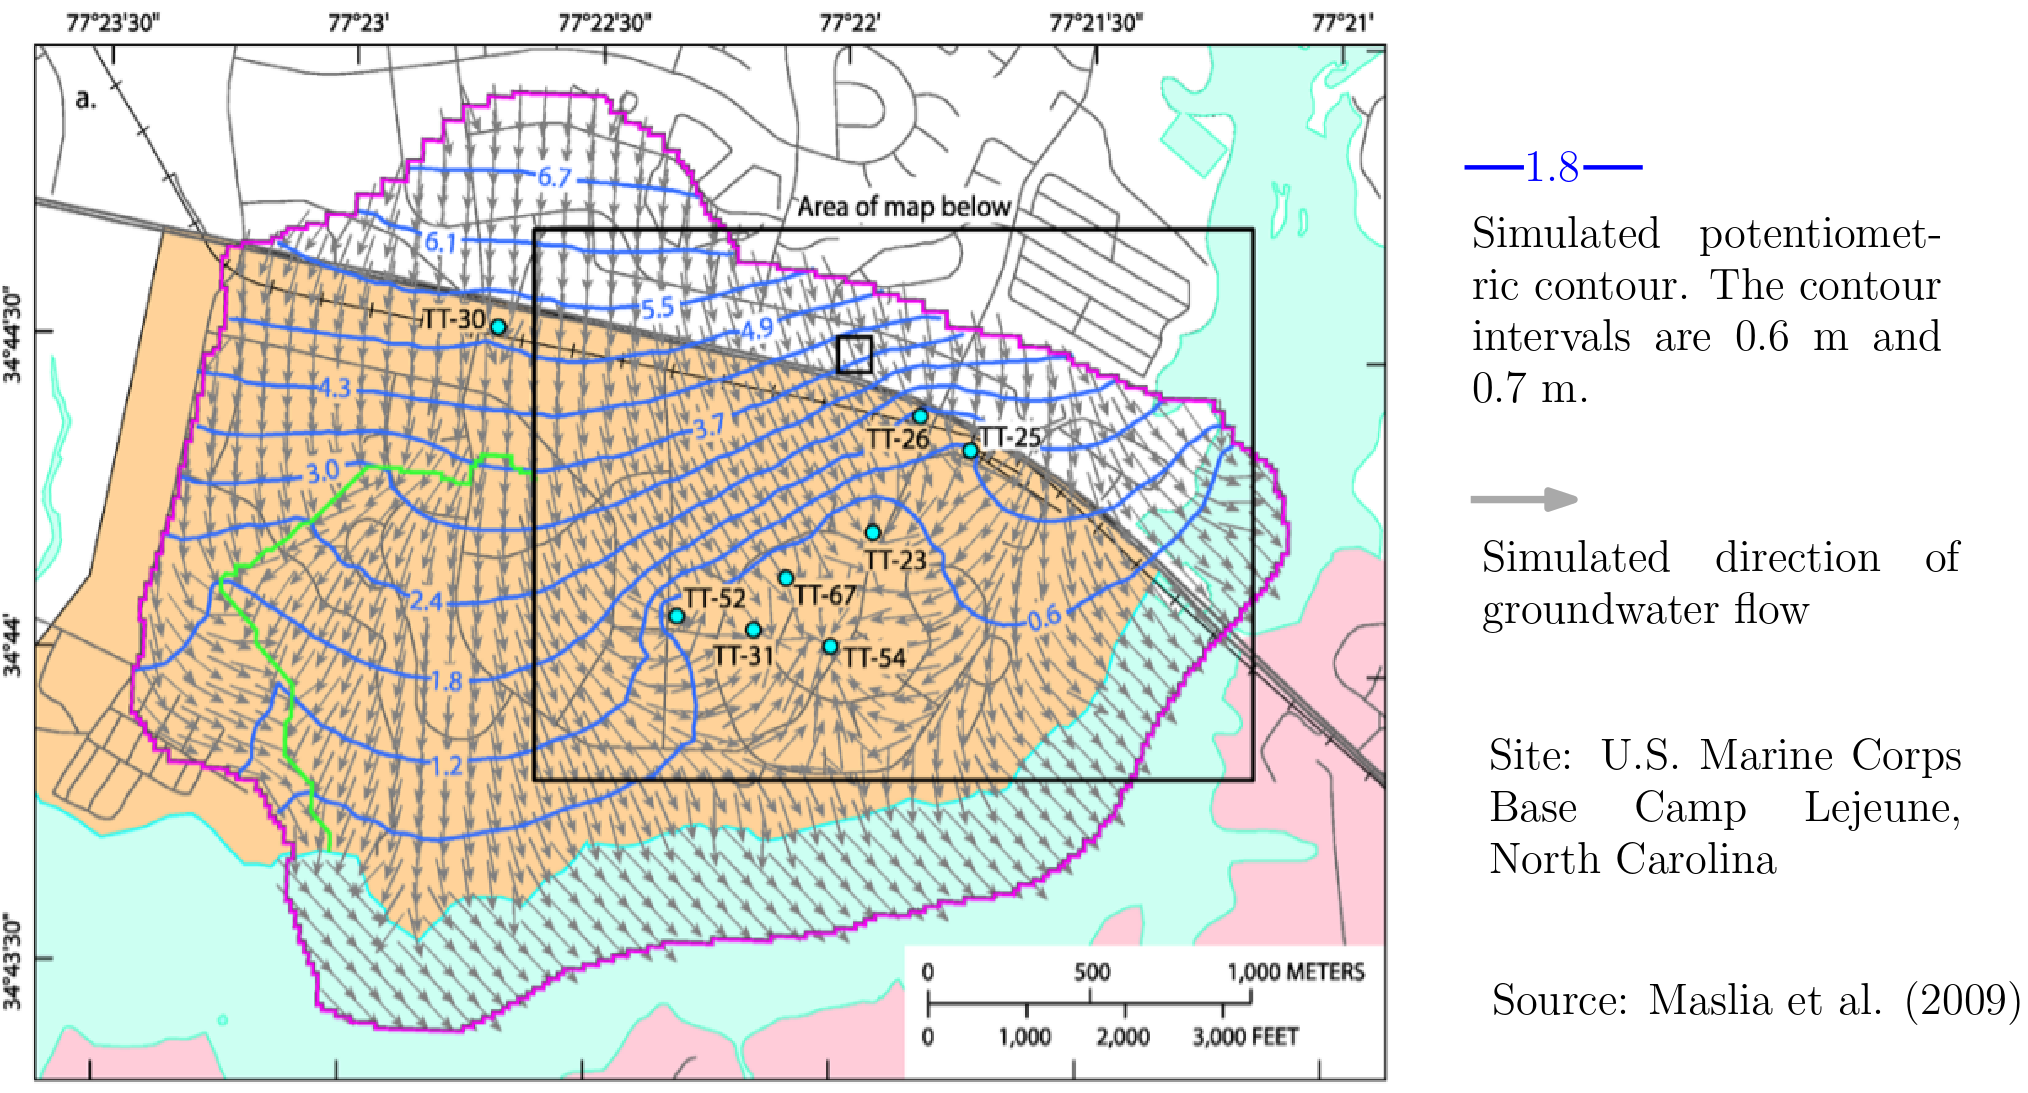 77°23'30" 77°23' 77°22'30" 77°22' 77°21'30" 77°21'
a.
6.7
Area of map below
6.1
5.5
34°44'30"
TT-30
4.9
4.3
3.7
TT-26
TT-25
3.0
TT-23
TT-67
TT-52
2.4
0.6
34°44'
TT-31
TT-54
1.8
1.2
34°43'30"
0 500 1,000 METERS
0 1,000 2,000 3,000 FEET
1.8
Simulated potentiomet-
ric contour. The contour
intervals are 0.6 m and
0.7 m.
Simulated direction of
groundwater flow
Site: U.S. Marine Corps
Base Camp Lejeune,
North Carolina
Source: Maslia et al. (2009)